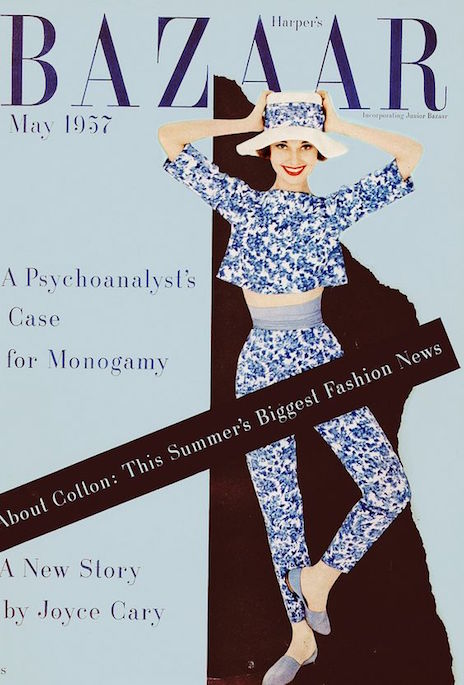 Harper's
BAZAAR
Incorporating Junior Bazaar
May 1957
A Psychoanalyst's
Case
for Monogamy
About Cotton: This Summer's Biggest Fashion News
A New Story
by Joyce Cary
s